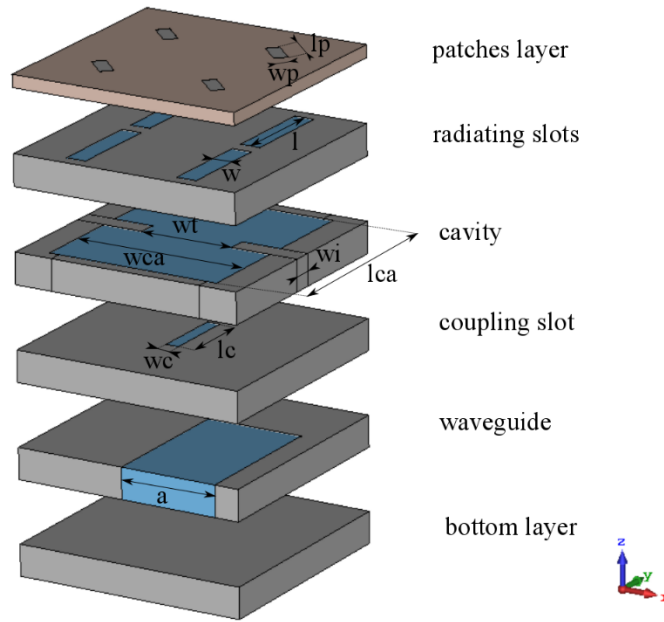 lp
wp
patches layer
l
w
radiating slots
wt
wca
wi
lca
cavity
wc
lc
coupling slot
a
waveguide
bottom layer
z
y
x